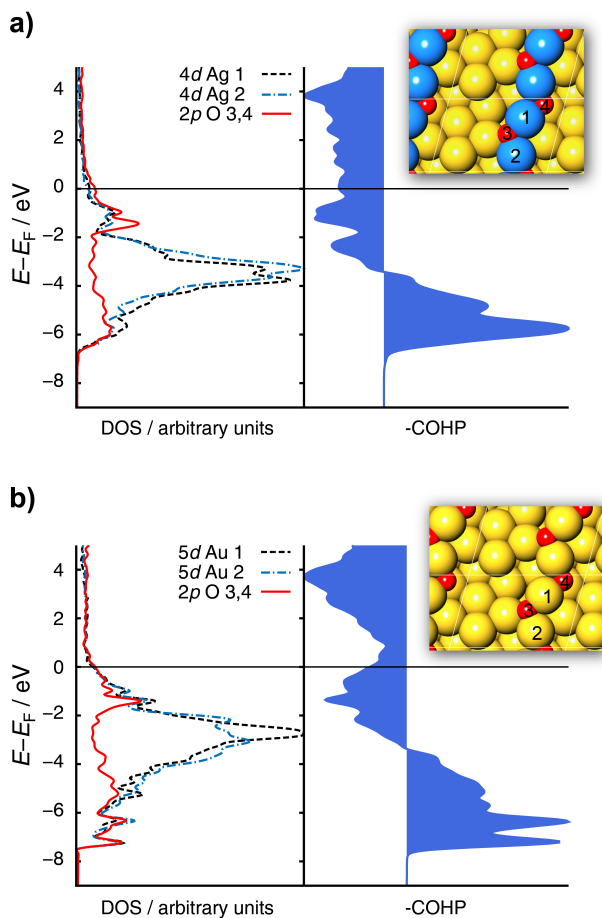 a)
4d Ag 1
4d Ag 2
2p O 3,4
4
2
0
−2
−4
−6
−8
E−E_F / eV
DOS / arbitrary units
-COHP
1
2
3
4
b)
5d Au 1
5d Au 2
2p O 3,4
4
2
0
−2
−4
−6
−8
E−E_F / eV
DOS / arbitrary units
-COHP
1
2
3
4